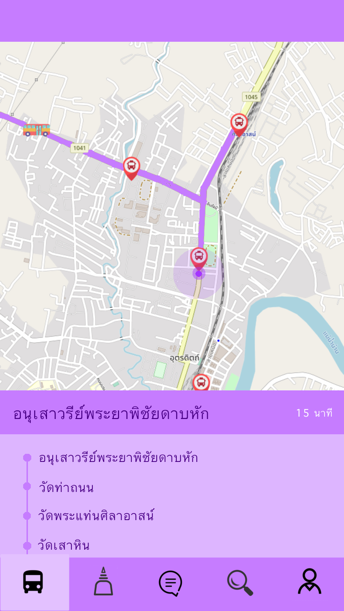 1045
1041
อุตรดิตถ์
อนุเสาวรีย์พระยาพิชัยดาบหัก
15 นาที
อนุเสาวรีย์พระยาพิชัยดาบหัก
วัดท่าถนน
วัดพระแท่นศิลาอาสน์
วัดเสาหิน